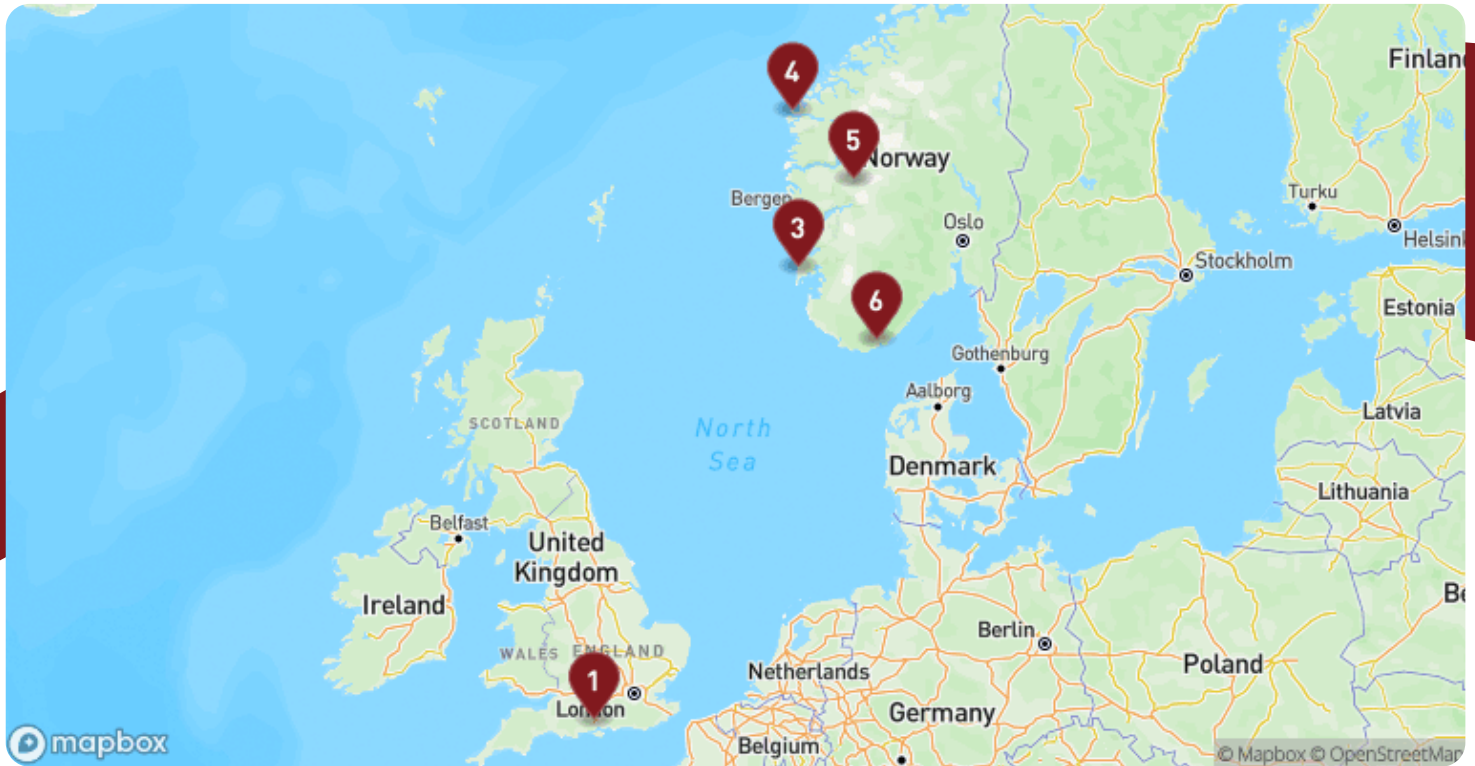 Finlan
4
5
Norway
Turku
Bergen
3
Oslo
Helsink
Stockholm
6
Estonia
Gothenburg
Aalborg
Latvia
SCOTLAND
North
Sea
Denmark
Lithuania
Belfast
United
Kingdom
Ireland
Be
Berlin
WALES
ENGLAND
Netherlands
Poland
1
London
Germany
Belgium
mapbox
© Mapbox © OpenStreetMap